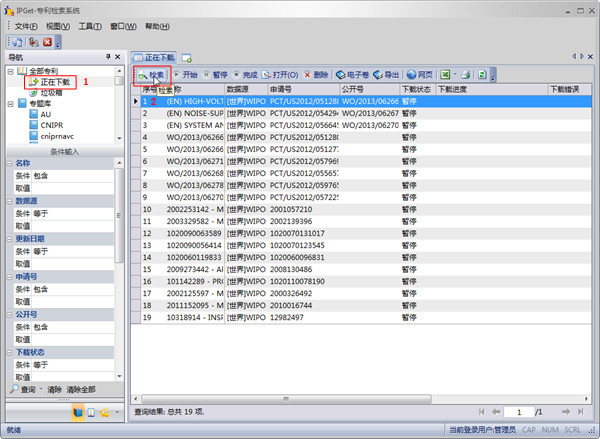 IPGet-专利检索系统
文件(F) 视图(V) 工具(T) 窗口(W) 帮助(H)
导航
全部专利
正在下载 1
垃圾箱
专题库
AU
CNIPR
cniprnavc
条件输入
名称
条件 包含
取值
数据源
条件 等于
取值
更新日期
条件 等于
取值
申请号
条件 包含
取值
公开号
条件 包含
取值
下载状态
条件 等于
取值
查询 清除 清除全部
正在下载
检索 开始 暂停 完成 打开(O) 删除 电子卷 导出 网页
序号 检索 称 数据源 申请号 公开号 下载状态 下载进度 下载错误
1 2 (EN) HIGH-VOLT [世界]WIPO PCT/US2012/051288 WO/2013/06266 暂停
2 (EN) NOISE-SUP [世界]WIPO PCT/US2012/05429 WO/2013/06267 暂停
3 (EN) SYSTEM AN [世界]WIPO PCT/US2012/05664 WO/2013/06270 暂停
4 WO/2013/06266 [世界]WIPO PCT/US2012/05128 暂停
5 WO/2013/06261 [世界]WIPO PCT/US2012/05127 暂停
6 WO/2013/06271 [世界]WIPO PCT/US2012/05796 暂停
7 WO/2013/06268 [世界]WIPO PCT/US2012/05565 暂停
8 WO/2013/06269 [世界]WIPO PCT/US2012/05976 暂停
9 WO/2013/06270 [世界]WIPO PCT/US2012/05722 暂停
10 2002253142 - M [世界]WIPO 2001057210 暂停
11 2003329582 - M [世界]WIPO 2002139396 暂停
12 1020090063589 [世界]WIPO 1020070131017 暂停
13 1020090056414 [世界]WIPO 1020070123545 暂停
14 1020060119833 [世界]WIPO 1020060096831 暂停
15 2009273442 - A [世界]WIPO 2008130486 暂停
16 101142289 - PRO [世界]WIPO 1020110078190 暂停
17 2002125597 - M [世界]WIPO 2000326492 暂停
18 2011152095 - M [世界]WIPO 2010016744 暂停
19 10318914 - INSP [世界]WIPO 12982497 暂停
查询结果: 总共 19 项.
1 /1
就绪 当前登录用户:管理员 CAP NUM SCRL